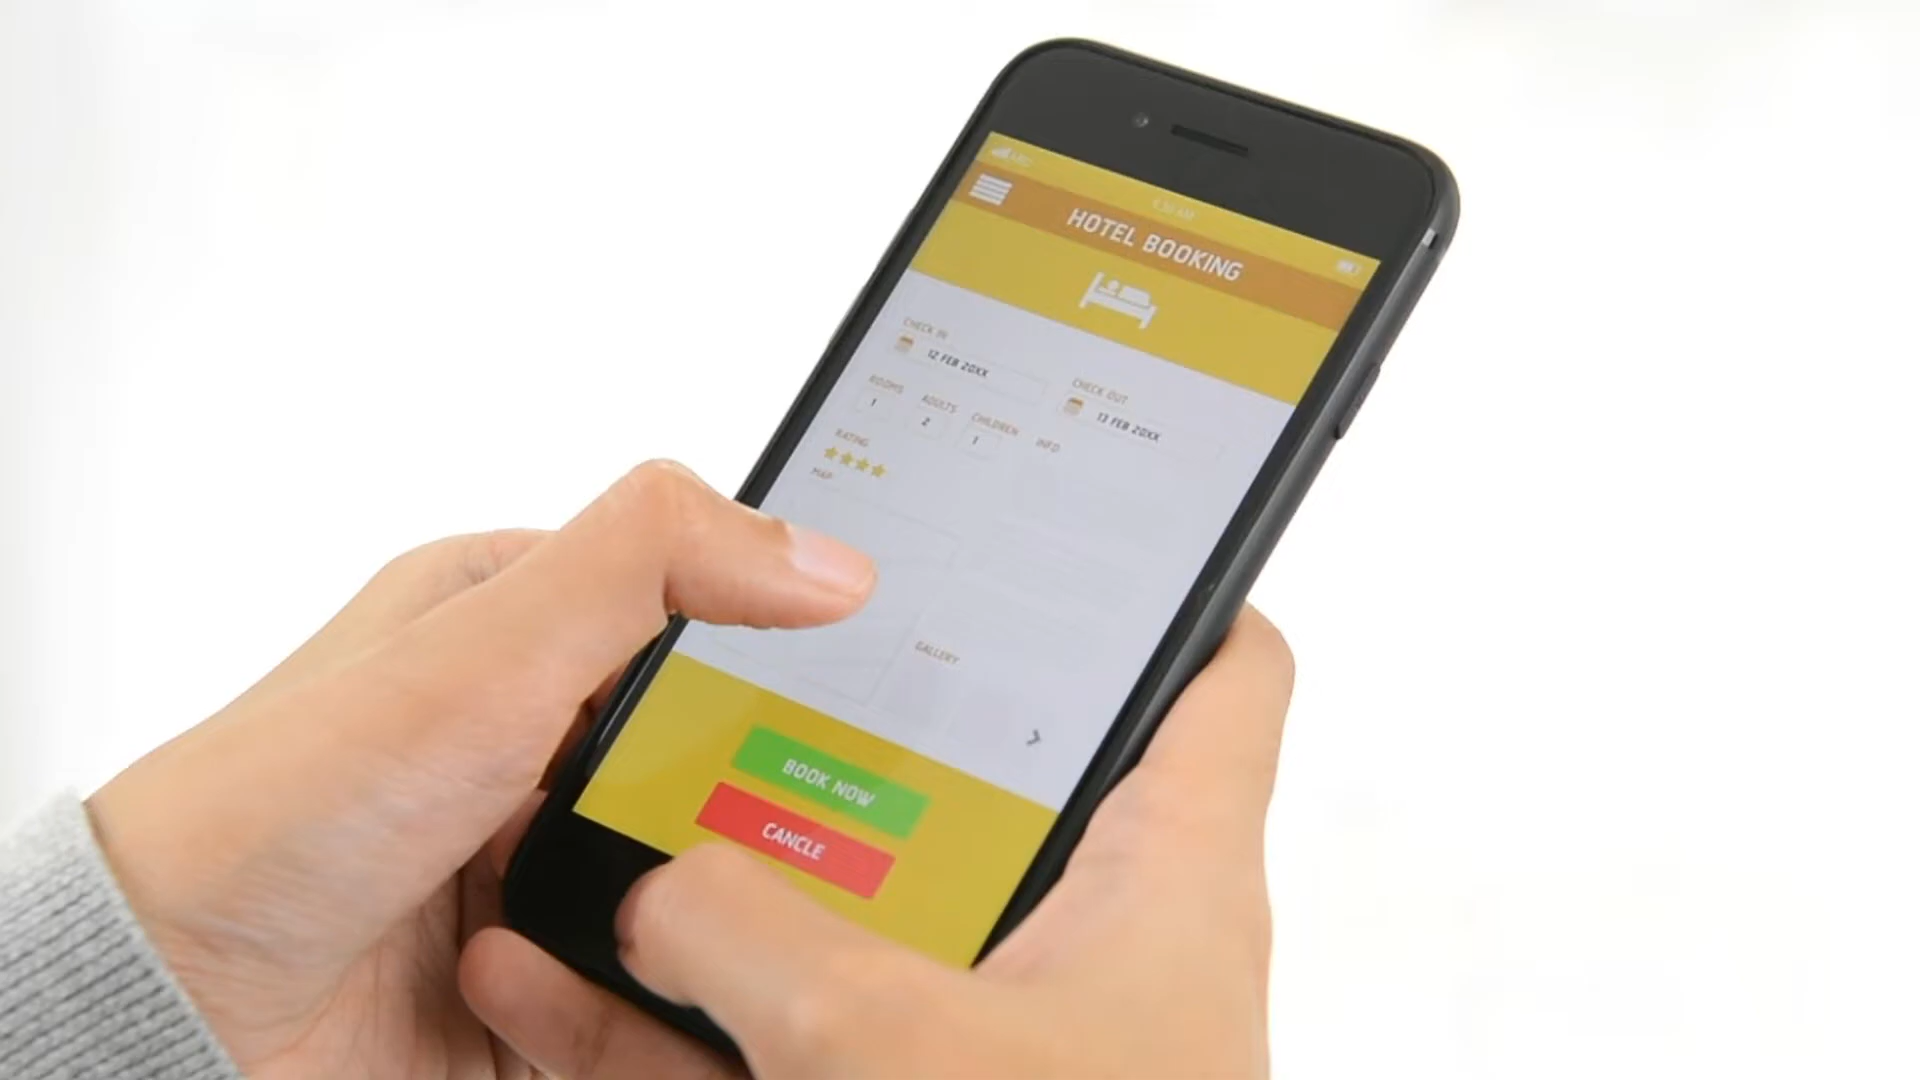 HOTEL BOOKING
CHECK IN
12 FEB 20XX
CHECK OUT
13 FEB 20XX
ROOMS
1
ADULTS
2
CHILDREN
1
INFO
RATING
MAP
GALLERY
BOOK NOW
CANCLE